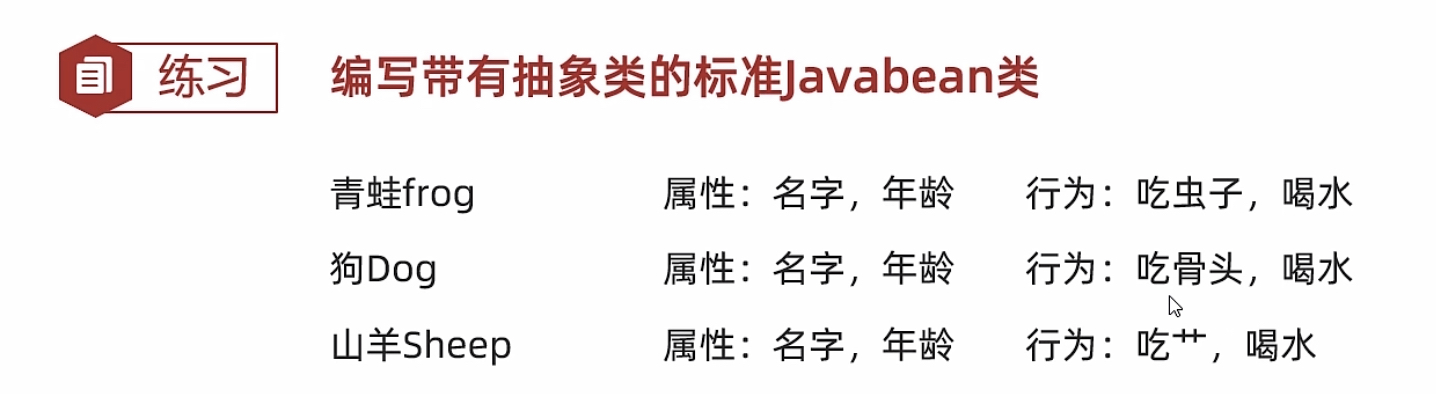 练习 编写带有抽象类的标准Javabean类
青蛙frog 属性：名字，年龄 行为：吃虫子，喝水
狗Dog 属性：名字，年龄 行为：吃骨头，喝水
山羊Sheep 属性：名字，年龄 行为：吃艹，喝水